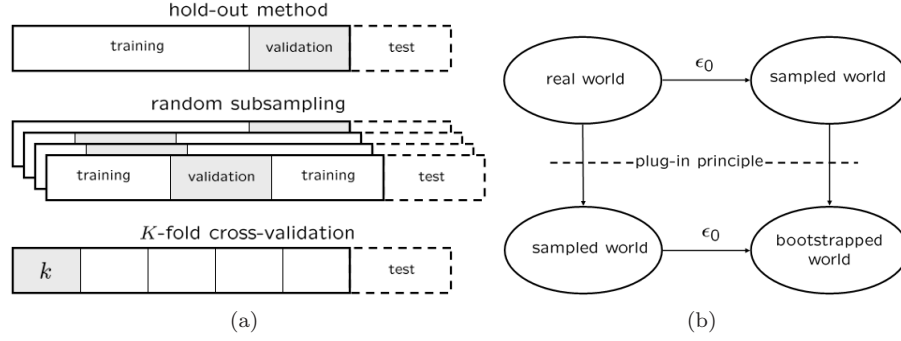 hold-out method
training validation test
random subsampling
training validation training test
K-fold cross-validation
k test
(a)
real world ϵ0 sampled world
plug-in principle
sampled world ϵ0 bootstrapped
world
(b)